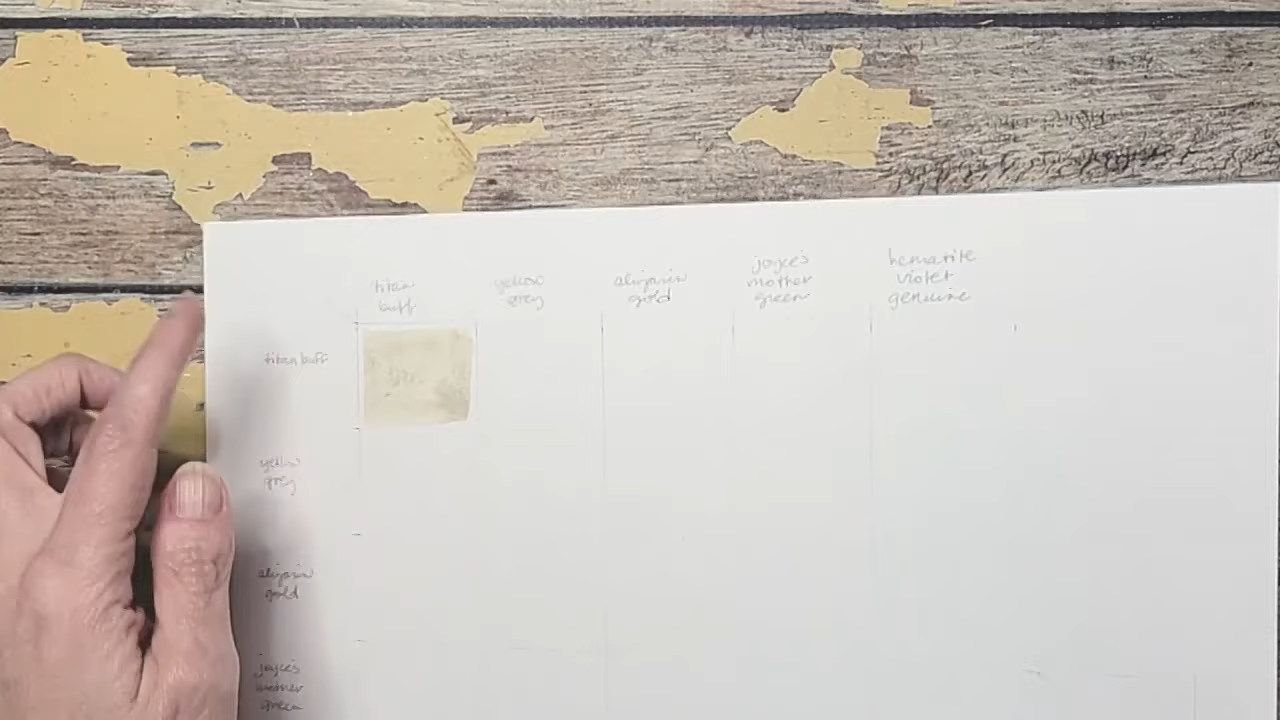 titan
buff
yellow
grey
alizarin
gold
joyce's
mother
green
hematite
violet
genuine
titan buff
yellow
grey
alizarin
gold
joyce's
mother
green